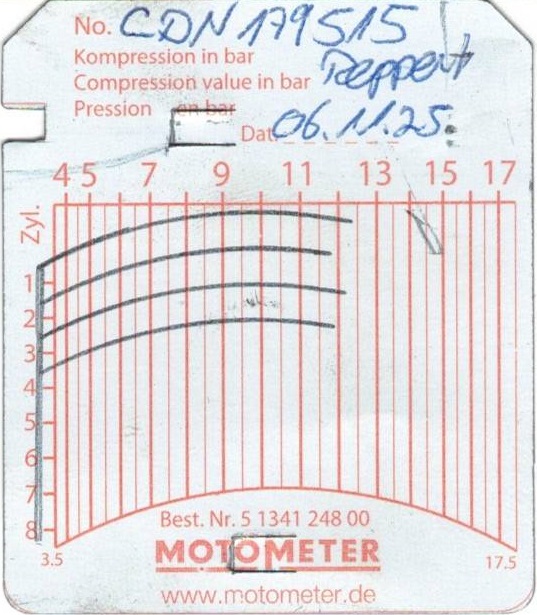 No. CDN 179515
Kompression in bar
Compression value in bar Reppert
Pression en bar
Dat. 06.11.25
4 5 7 9 11 13 15 17
Zyl.
1
2
3
4
5
6
7
8
3.5 17.5
Best. Nr. 5 1341 248 00
MOTOMETER
www.motometer.de